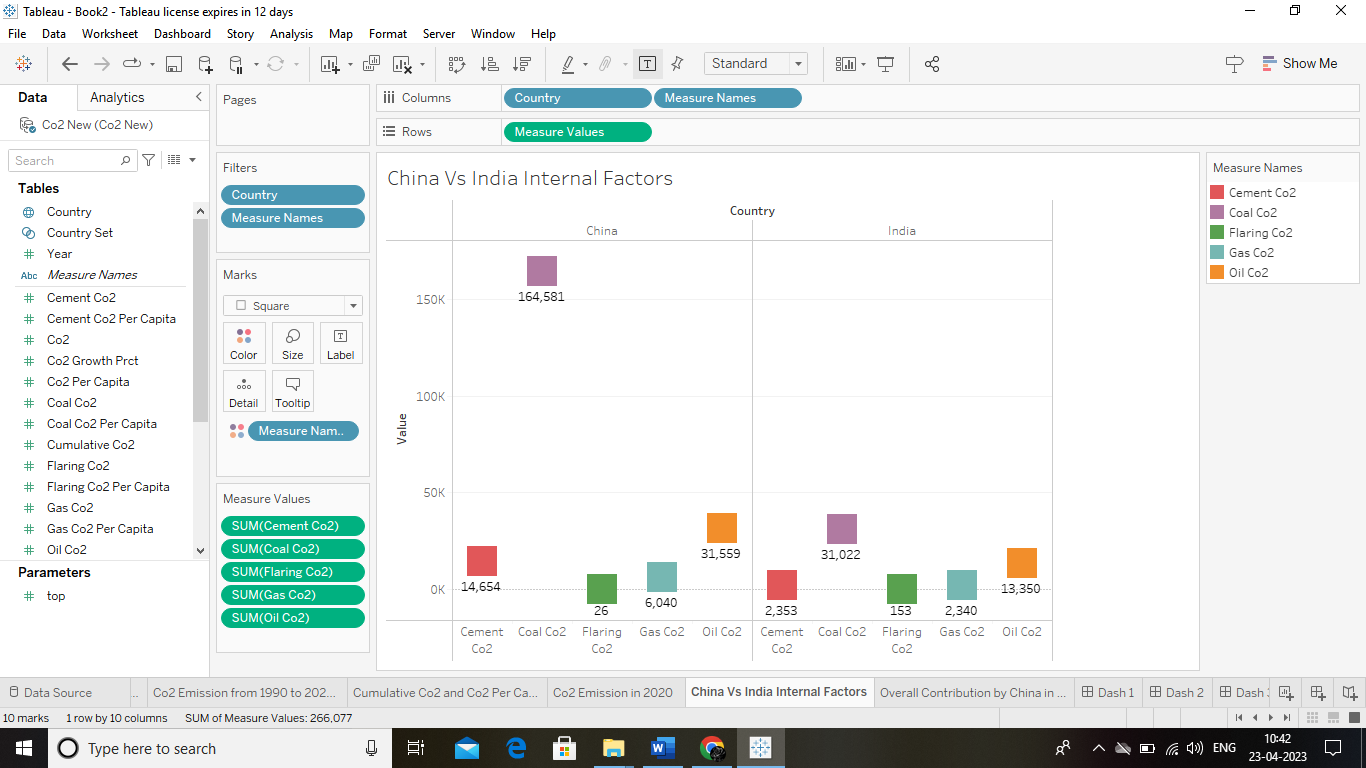 Tableau - Book2 - Tableau license expires in 12 days
File Data Worksheet Dashboard Story Analysis Map Format Server Window Help
Standard
Show Me
Data Analytics
Co2 New (Co2 New)
Search
Tables
Country
Country Set
Year
Abc Measure Names
Cement Co2
Cement Co2 Per Capita
Co2
Co2 Growth Prct
Co2 Per Capita
Coal Co2
Coal Co2 Per Capita
Cumulative Co2
Flaring Co2
Flaring Co2 Per Capita
Gas Co2
Gas Co2 Per Capita
Oil Co2
Parameters
top
Pages
Filters
Country
Measure Names
Marks
Square
Color Size Label
Detail Tooltip
Measure Nam..
Measure Values
SUM(Cement Co2)
SUM(Coal Co2)
SUM(Flaring Co2)
SUM(Gas Co2)
SUM(Oil Co2)
Columns Country Measure Names
Rows Measure Values
China Vs India Internal Factors
Country
China India
Value
150K
100K
50K
0K
164,581
14,654
26
6,040
31,559
2,353
31,022
153
2,340
13,350
Cement Co2 Coal Co2 Flaring Co2 Gas Co2 Oil Co2 Cement Co2 Coal Co2 Flaring Co2 Gas Co2 Oil Co2
Measure Names
Cement Co2
Coal Co2
Flaring Co2
Gas Co2
Oil Co2
Data Source .. Co2 Emission from 1990 to 202... Cumulative Co2 and Co2 Per Ca... Co2 Emission in 2020 China Vs India Internal Factors Overall Contribution by China in ... Dash 1 Dash 2 Dash
10 marks 1 row by 10 columns SUM of Measure Values: 266,077
Type here to search
ENG
10:42
23-04-2023